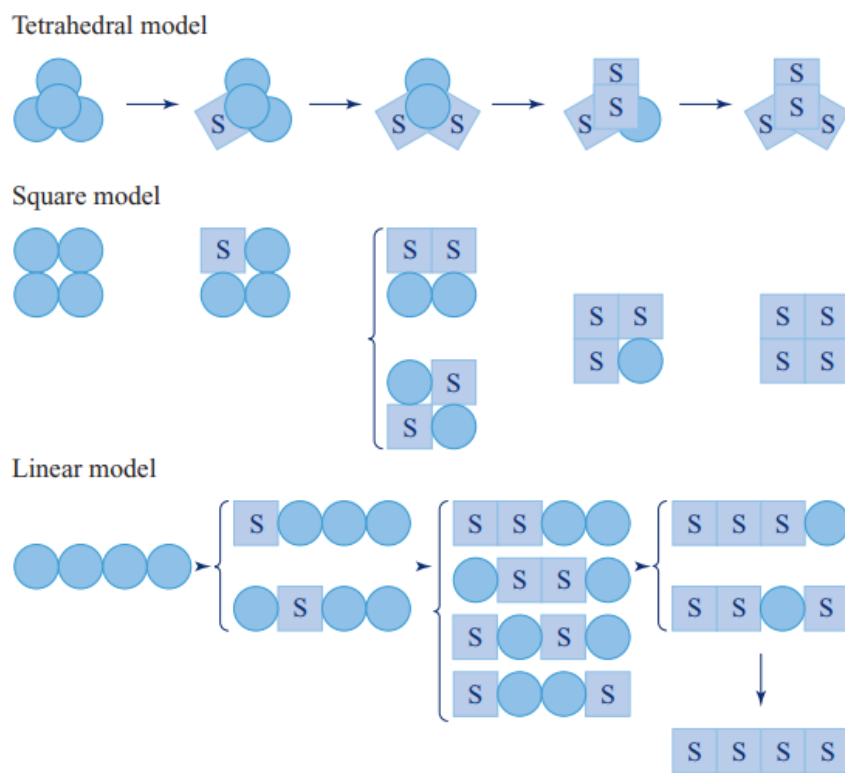 Tetrahedral model
S S S S S S S S S S
S S S S S S S S
S S S S S
Square model
S S S S S S S
S S S
S
S
Linear model
S S S S S S
S S S S S S
S S
S S
S S S S